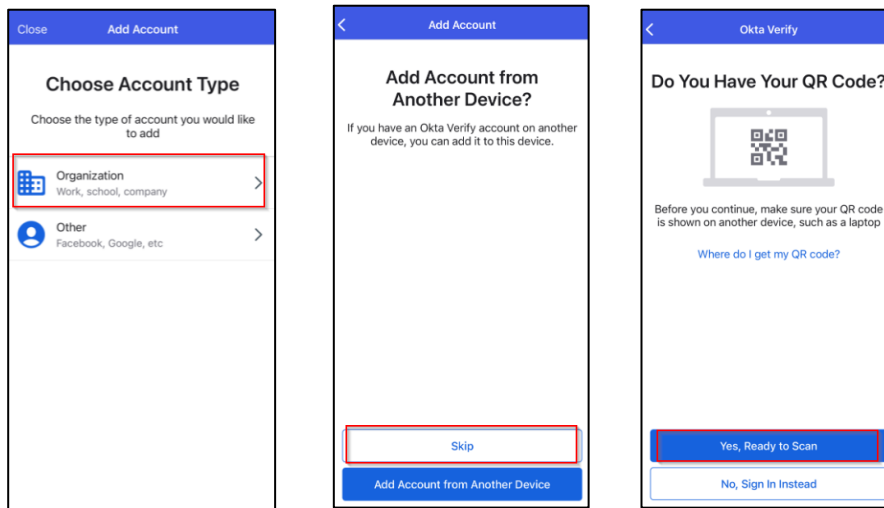 Close
Add Account
Choose Account Type
Choose the type of account you would like
to add
Organization
Work, school, company
Other
Facebook, Google, etc
Add Account
Add Account from
Another Device?
If you have an Okta Verify account on another
device, you can add it to this device.
Skip
Add Account from Another Device
Okta Verify
Do You Have Your QR Code?
Before you continue, make sure your QR code
is shown on another device, such as a laptop
Where do I get my QR code?
Yes, Ready to Scan
No, Sign In Instead